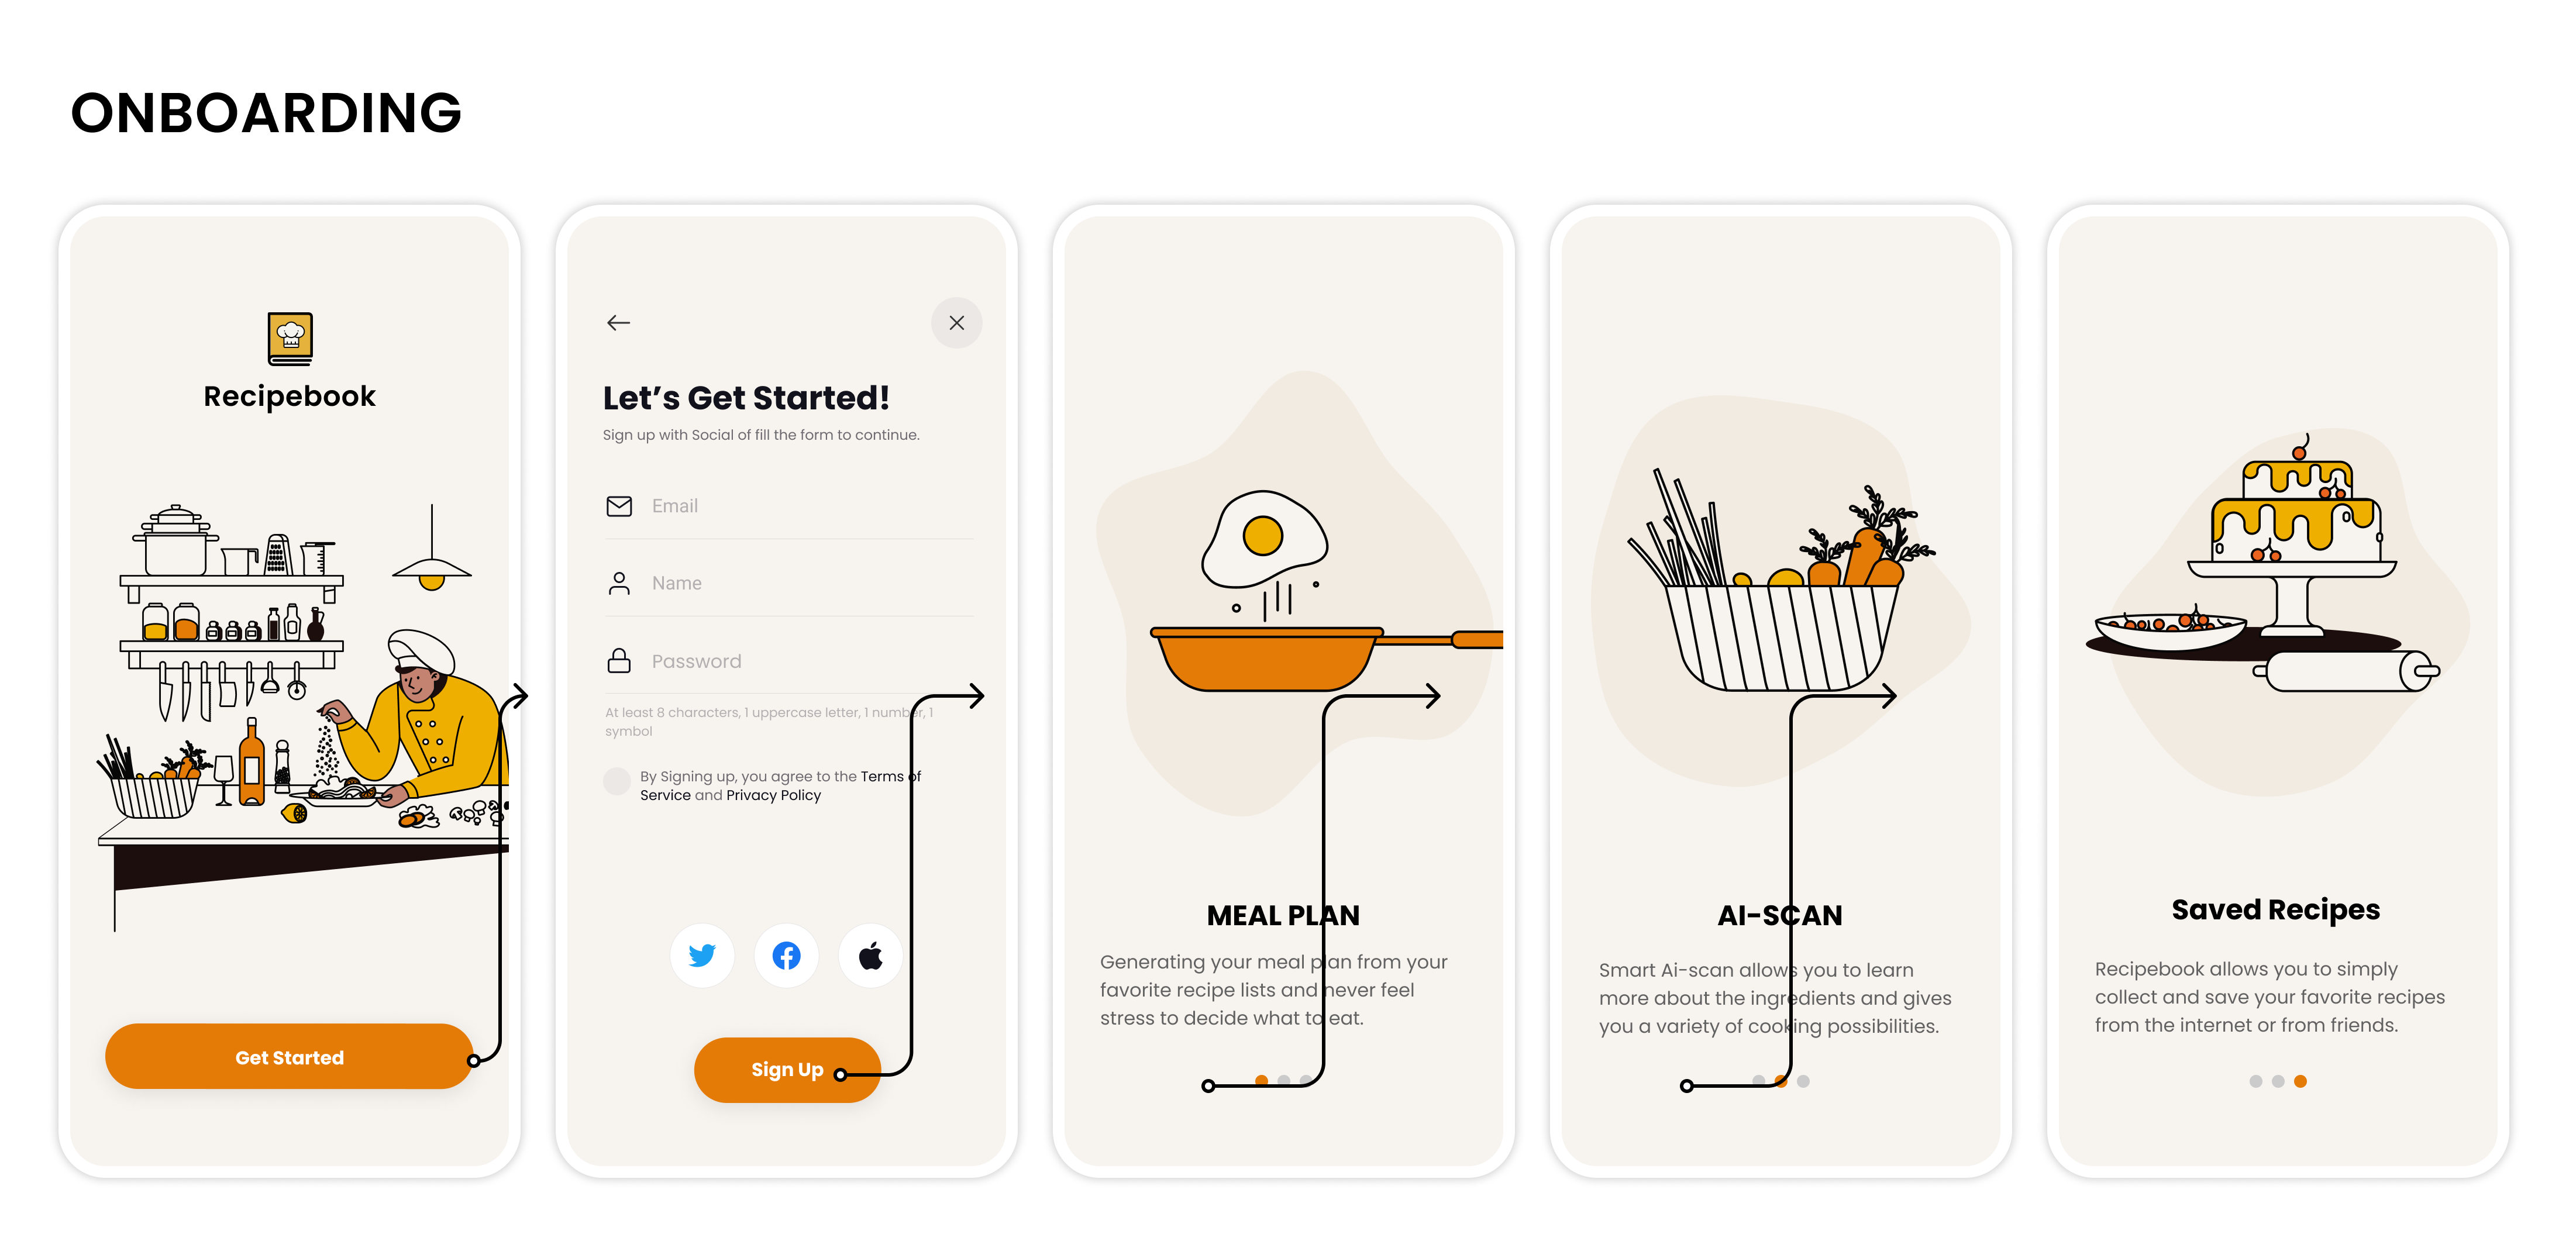 ONBOARDING
Recipebook
Get Started
Let’s Get Started!
Sign up with Social of fill the form to continue.
Email
Name
Password
At least 8 characters, 1 uppercase letter, 1 number, 1
symbol
By Signing up, you agree to the Terms of
Service and Privacy Policy
Sign Up
MEAL PLAN
Generating your meal plan from your
favorite recipe lists and never feel
stress to decide what to eat.
AI-SCAN
Smart Ai-scan allows you to learn
more about the ingredients and gives
you a variety of cooking possibilities.
Saved Recipes
Recipebook allows you to simply
collect and save your favorite recipes
from the internet or from friends.